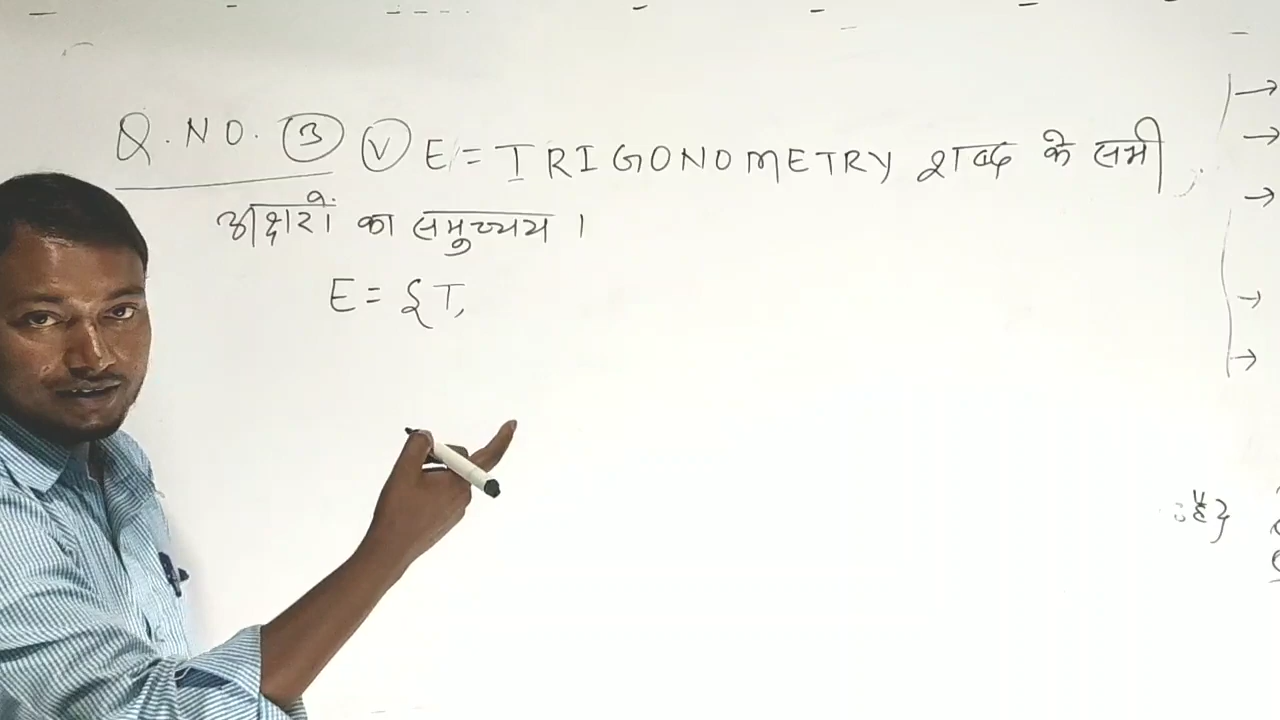 Q.NO. 3 V E = TRIGONOMETRY शब्द के सभी
अक्षरों का समुच्चय ।
E = {T,